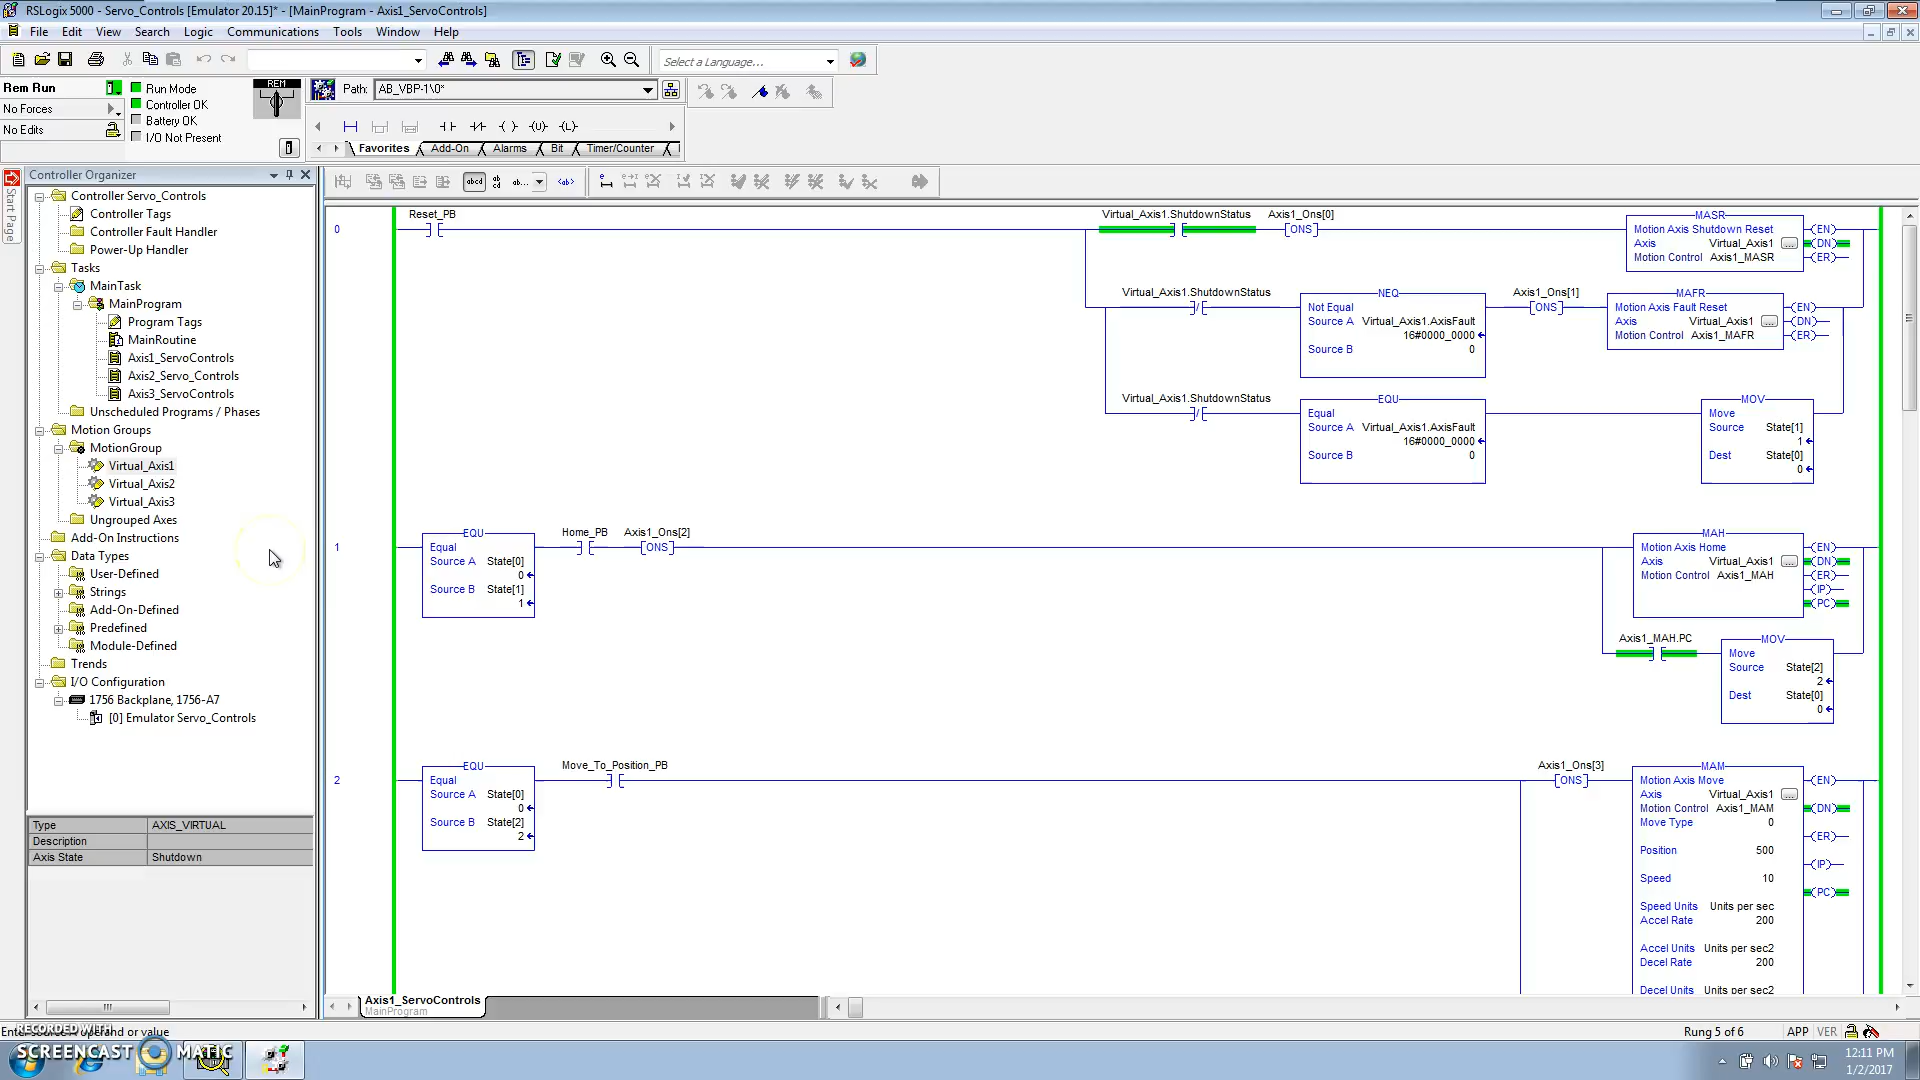 RSLogix 5000 - Servo_Controls [Emulator 20.15]* - [MainProgram - Axis1_ServoControls]
File Edit View Search Logic Communications Tools Window Help
Select a Language...
Rem Run
Run Mode
REM
Path: AB_VBP-1\0*
No Forces
Controller OK
Battery OK
No Edits
I/O Not Present
Favorites Add-On Alarms Bit Timer/Counter
Start Page
Controller Organizer
Controller Servo_Controls
Controller Tags
Controller Fault Handler
Power-Up Handler
Tasks
MainTask
MainProgram
Program Tags
MainRoutine
Axis1_ServoControls
Axis2_Servo_Controls
Axis3_ServoControls
Unscheduled Programs / Phases
Motion Groups
MotionGroup
Virtual_Axis1
Virtual_Axis2
Virtual_Axis3
Ungrouped Axes
Add-On Instructions
Data Types
User-Defined
Strings
Add-On-Defined
Predefined
Module-Defined
Trends
I/O Configuration
1756 Backplane, 1756-A7
[0] Emulator Servo_Controls
Type AXIS_VIRTUAL
Description
Axis State Shutdown
0
Reset_PB
Virtual_Axis1.ShutdownStatus
Axis1_Ons[0]
ONS
MASR
Motion Axis Shutdown Reset
Axis Virtual_Axis1 ...
Motion Control Axis1_MASR
EN
DN
ER
Virtual_Axis1.ShutdownStatus
NEQ
Not Equal
Source A Virtual_Axis1.AxisFault
16#0000_0000
Source B 0
Axis1_Ons[1]
ONS
MAFR
Motion Axis Fault Reset
Axis Virtual_Axis1 ...
Motion Control Axis1_MAFR
EN
DN
ER
Virtual_Axis1.ShutdownStatus
EQU
Equal
Source A Virtual_Axis1.AxisFault
16#0000_0000
Source B 0
MOV
Move
Source State[1]
1
Dest State[0]
0
1
EQU
Equal
Source A State[0]
0
Source B State[1]
1
Home_PB
Axis1_Ons[2]
ONS
MAH
Motion Axis Home
Axis Virtual_Axis1 ...
Motion Control Axis1_MAH
EN
DN
ER
IP
PC
Axis1_MAH.PC
MOV
Move
Source State[2]
2
Dest State[0]
0
2
EQU
Equal
Source A State[0]
0
Source B State[2]
2
Move_To_Position_PB
Axis1_Ons[3]
ONS
MAM
Motion Axis Move
Axis Virtual_Axis1 ...
Motion Control Axis1_MAM
Move Type 0
Position 500
Speed 10
Speed Units Units per sec
Accel Rate 200
Accel Units Units per sec2
Decel Rate 200
Decel Units Units per sec2
EN
DN
ER
IP
PC
Axis1_ServoControls
MainProgram
RECORDED WITH
operand or value
Rung 5 of 6 APP VER
SCREENCAST MATIC
12:11 PM
1/2/2017